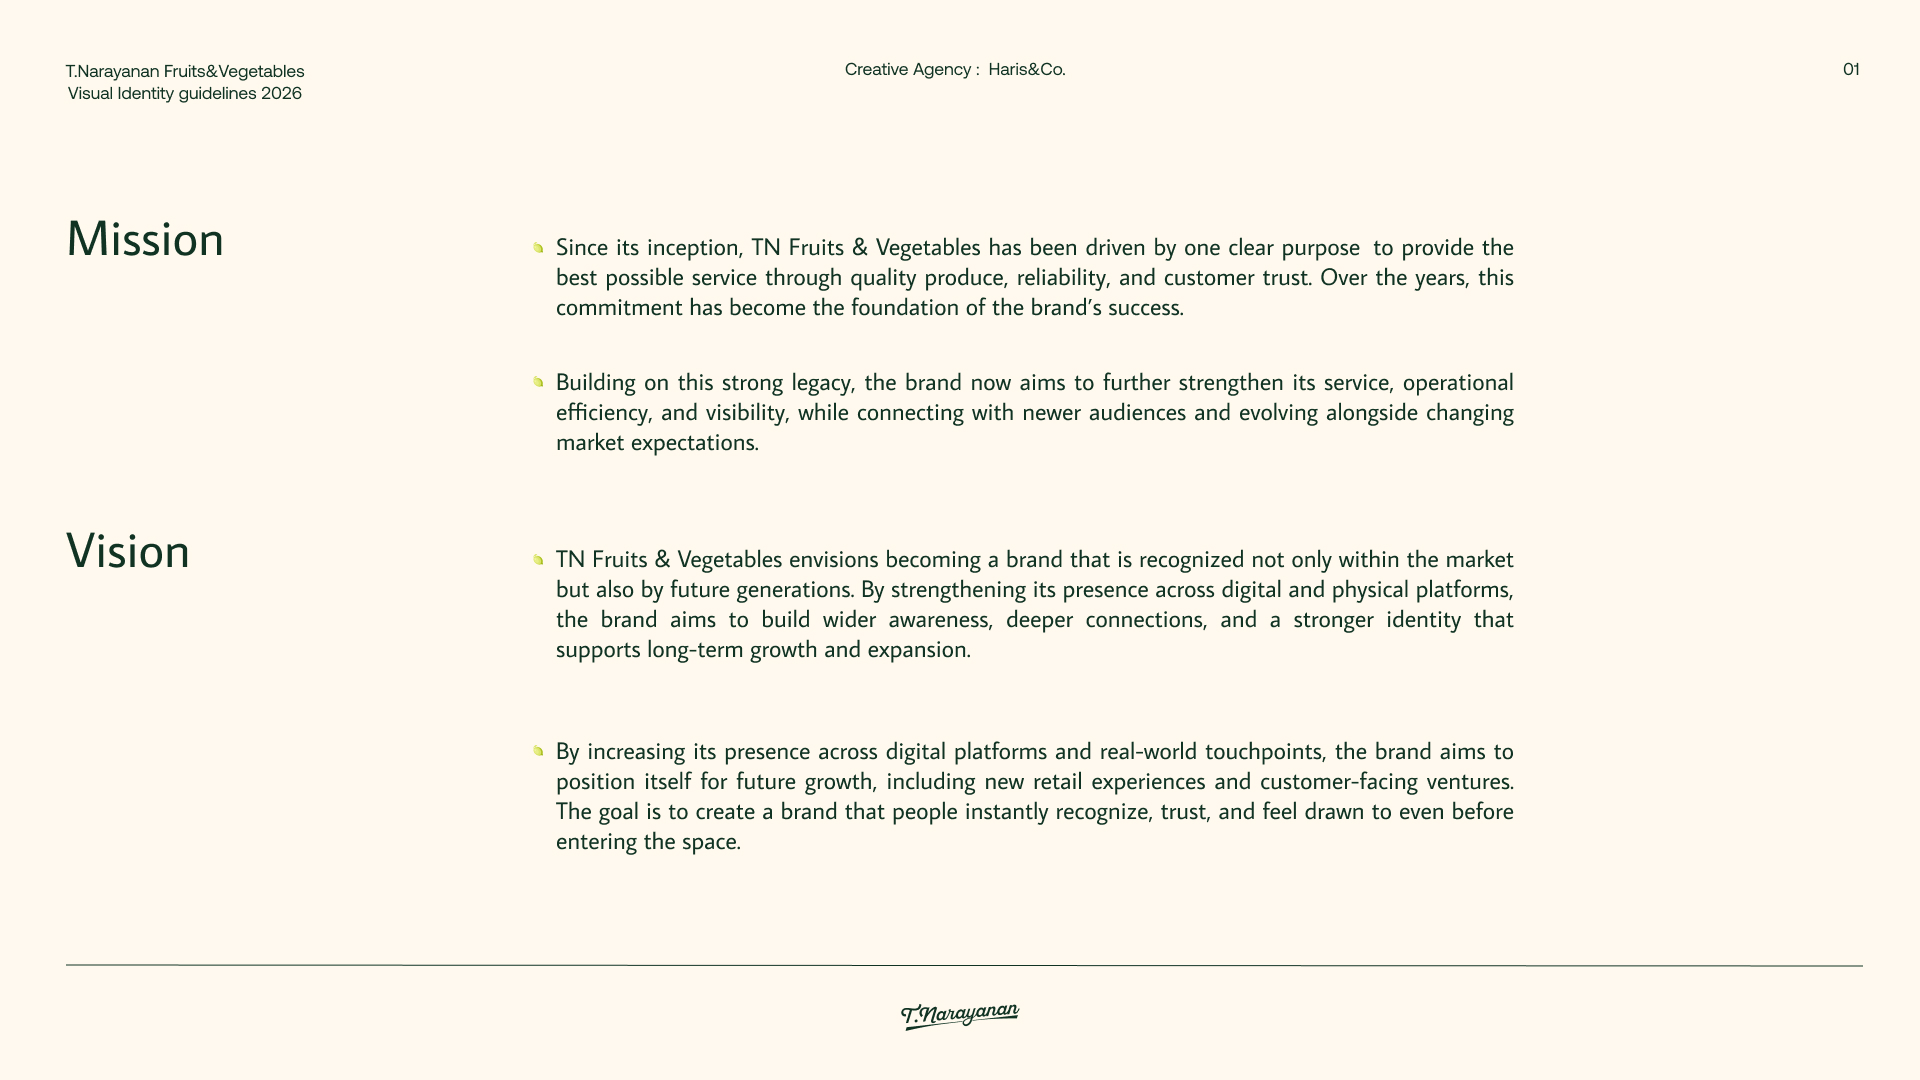 T.Narayanan Fruits&Vegetables
Visual Identity guidelines 2026
Creative Agency :  Haris&Co.
01
Mission
Since its inception, TN Fruits & Vegetables has been driven by one clear purpose  to provide the
best possible service through quality produce, reliability, and customer trust. Over the years, this
commitment has become the foundation of the brand’s success.
Building on this strong legacy, the brand now aims to further strengthen its service, operational
efficiency, and visibility, while connecting with newer audiences and evolving alongside changing
market expectations.
Vision
TN Fruits & Vegetables envisions becoming a brand that is recognized not only within the market
but also by future generations. By strengthening its presence across digital and physical platforms,
the brand aims to build wider awareness, deeper connections, and a stronger identity that
supports long-term growth and expansion.
By increasing its presence across digital platforms and real-world touchpoints, the brand aims to
position itself for future growth, including new retail experiences and customer-facing ventures.
The goal is to create a brand that people instantly recognize, trust, and feel drawn to even before
entering the space.
T.Narayanan